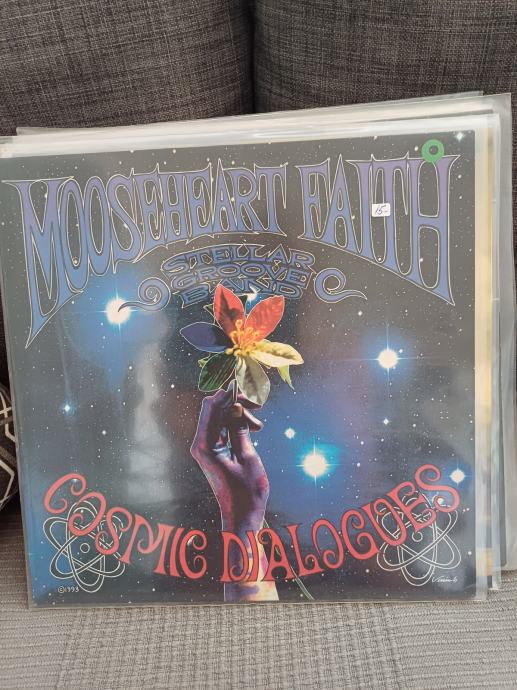 MOOSEHEART FAITH
15.-
STELLAR
GROOVE
BAND
COSMIC DIALOGUES
©1993